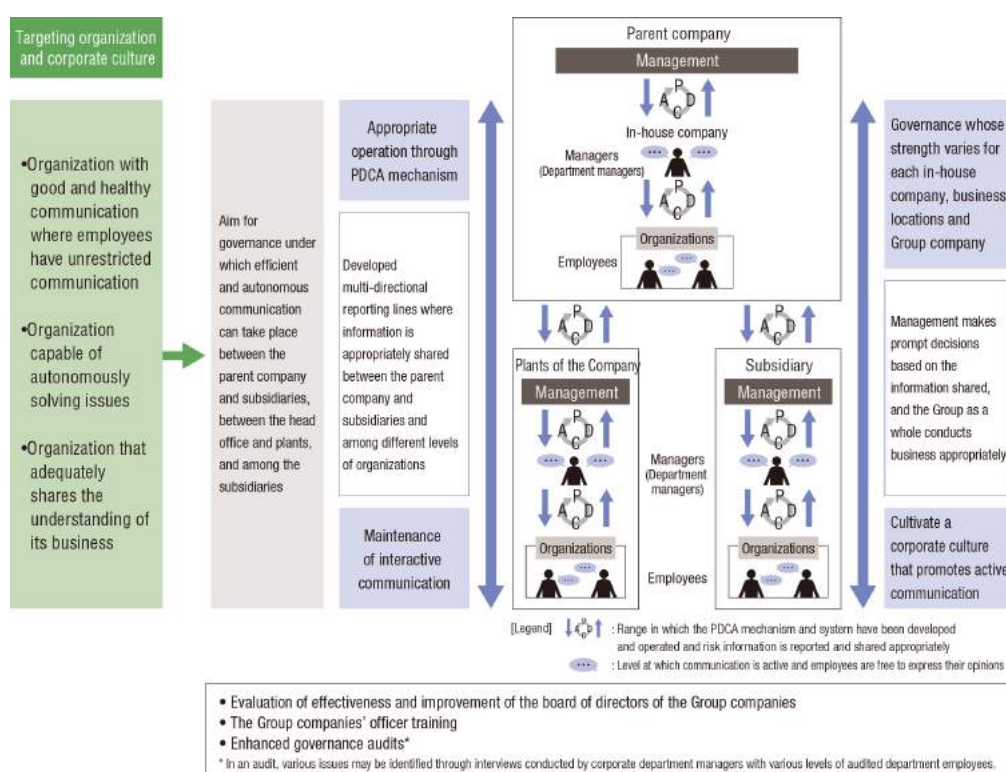 Targeting organization
and corporate culture
•Organization with
good and healthy
communication
where employees
have unrestricted
communication
•Organization
capable of
autonomously
solving issues
•Organization that
adequately
shares the
understanding of
its business
Aim for
governance under
which efficient
and autonomous
communication
can take place
between the
parent company
and subsidiaries,
between the head
office and plants,
and among the
subsidiaries
Appropriate
operation through
PDCA mechanism
Developed
multi-directional
reporting lines where
information is
appropriately shared
between the parent
company and
subsidiaries and
among different levels
of organizations
Maintenance
of interactive
communication
Parent company
Management
P
A D
C
In-house company
Managers
(Department managers)
P
A D
C
Organizations
Employees
P
A D
C
P
A D
C
Plants of the Company
Management
P
A D
C
P
A D
C
Organizations
Subsidiary
Management
P
A D
C
Managers
(Department
managers)
P
A D
C
Organizations
Employees
Governance whose
strength varies for
each in-house
company, business
locations and
Group company
Management makes
prompt decisions
based on the
information shared,
and the Group as a
whole conducts
business appropriately
Cultivate a
corporate culture
that promotes active
communication
[Legend] P A D C : Range in which the PDCA mechanism and system have been developed
and operated and risk information is reported and shared appropriately
: Level at which communication is active and employees are free to express their opinions
• Evaluation of effectiveness and improvement of the board of directors of the Group companies
• The Group companies' officer training
• Enhanced governance audits*
* In an audit, various issues may be identified through interviews conducted by corporate department managers with various levels of audited department employees.